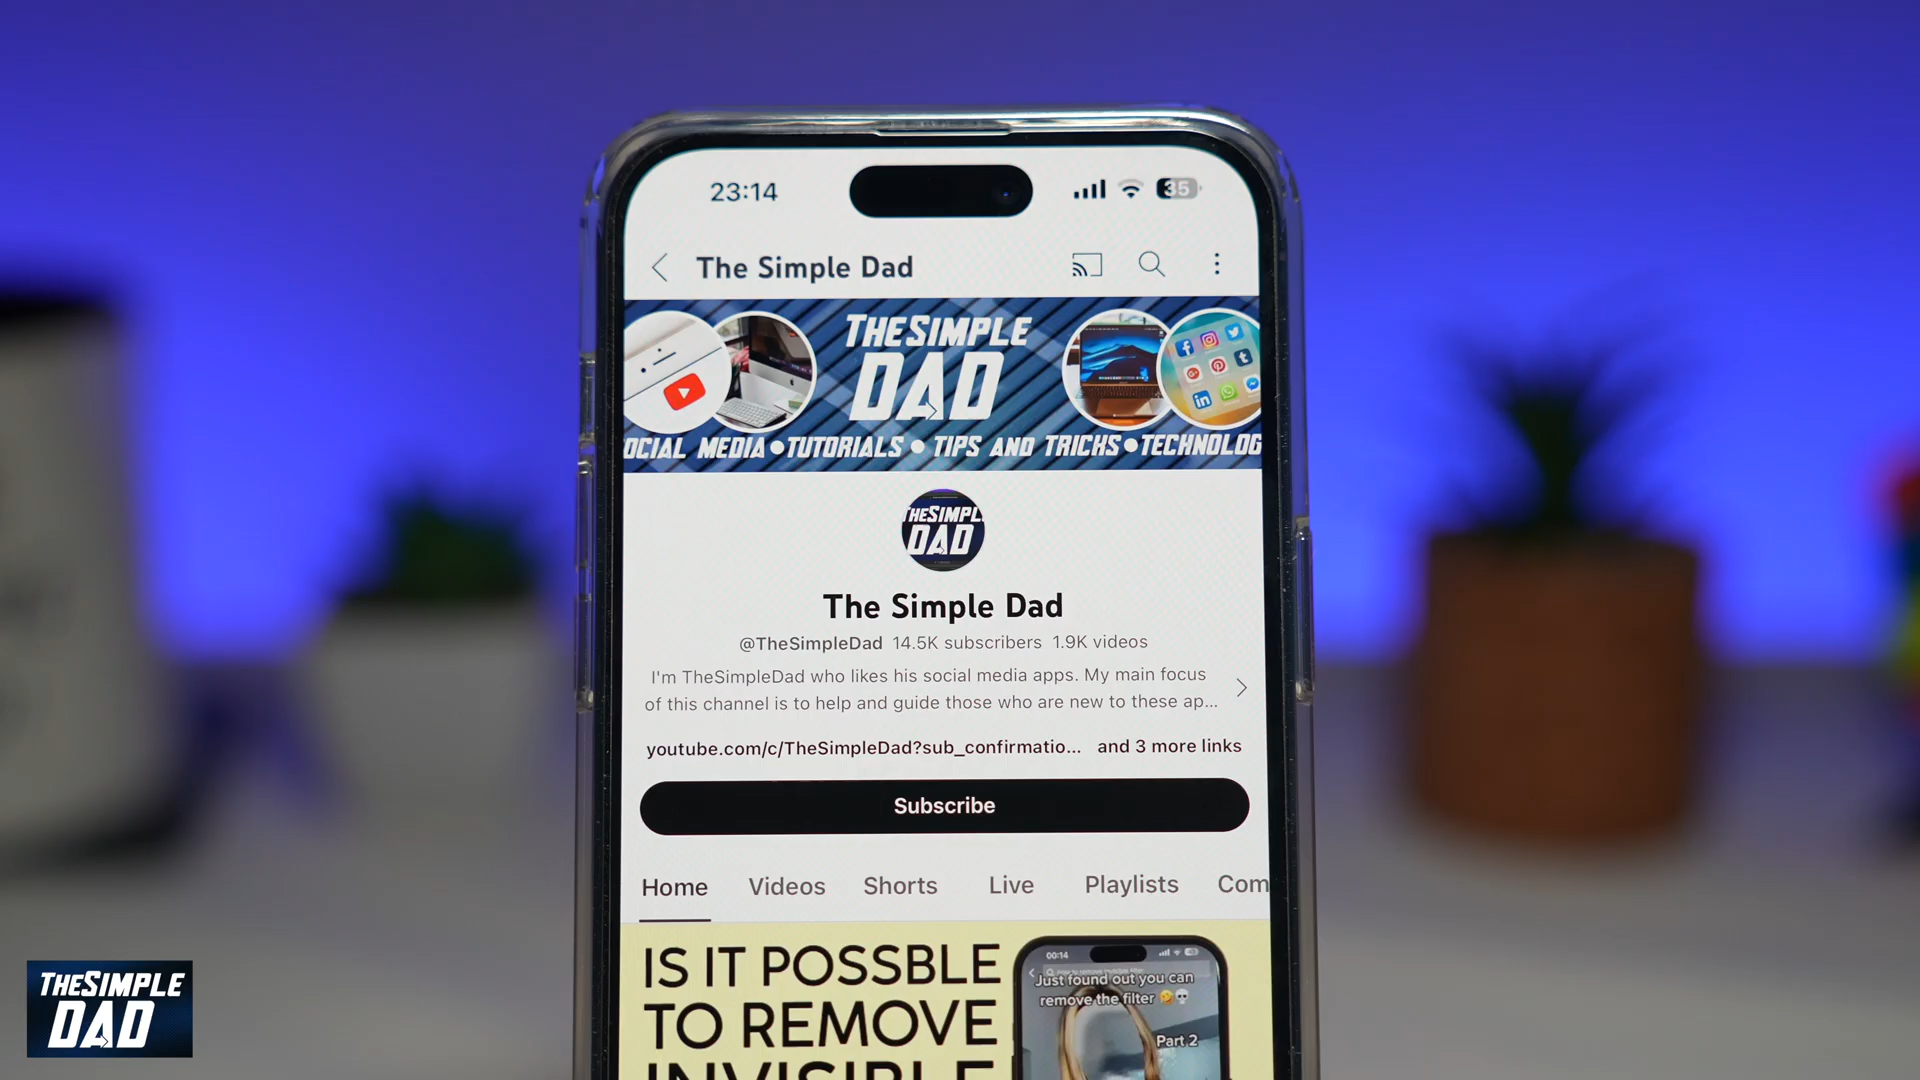 23:14
35
The Simple Dad
THESIMPLE
DAD
OCIAL MEDIA • TUTORIALS • TIPS AND TRICKS • TECHNOLOG
THESIMPL
DAD
The Simple Dad
@TheSimpleDad 14.5K subscribers 1.9K videos
I'm TheSimpleDad who likes his social media apps. My main focus
of this channel is to help and guide those who are new to these ap...
youtube.com/c/TheSimpleDad?sub_confirmatio... and 3 more links
Subscribe
Home Videos Shorts Live Playlists Com
IS IT POSSBLE
TO REMOVE
INVISIBLE
00:14
Just found out you can
remove the filter 🤣💀
Part 2
THESIMPLE
DAD